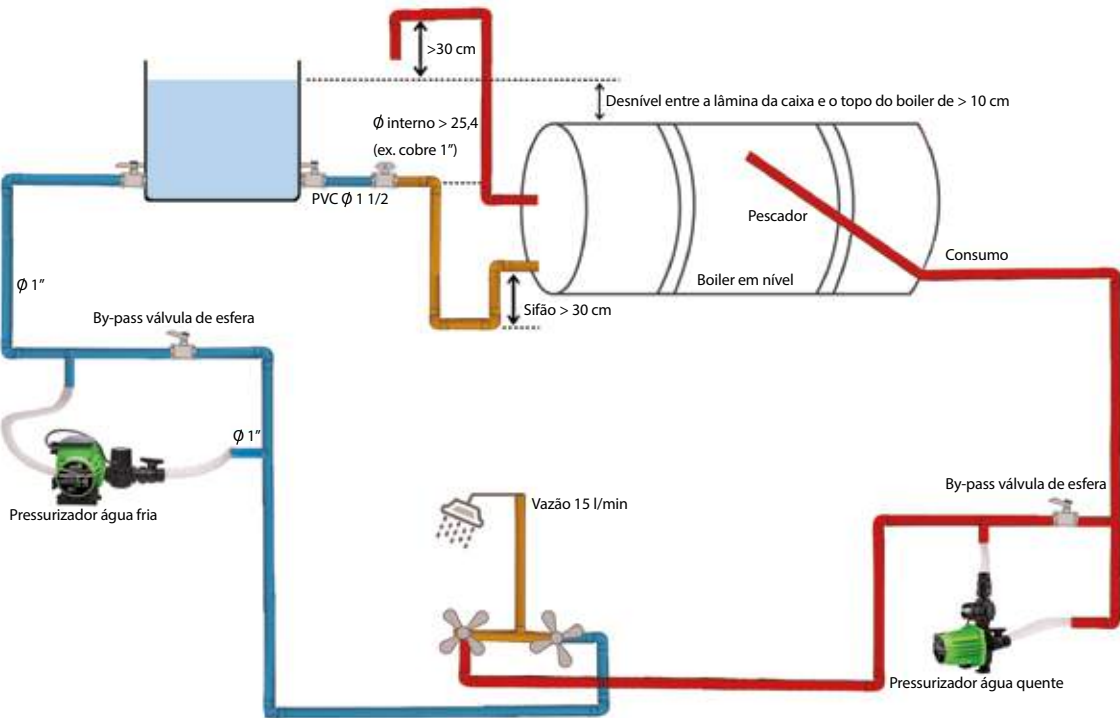 >30 cm
Desnível entre a lâmina da caixa e o topo do boiler de > 10 cm
Ø interno > 25,4
(ex. cobre 1”)
PVC Ø 1 1/2
Pescador
Consumo
Boiler em nível
Ø 1”
Sifão > 30 cm
By-pass válvula de esfera
Ø 1”
Pressurizador água fria
Vazão 15 l/min
By-pass válvula de esfera
Pressurizador água quente